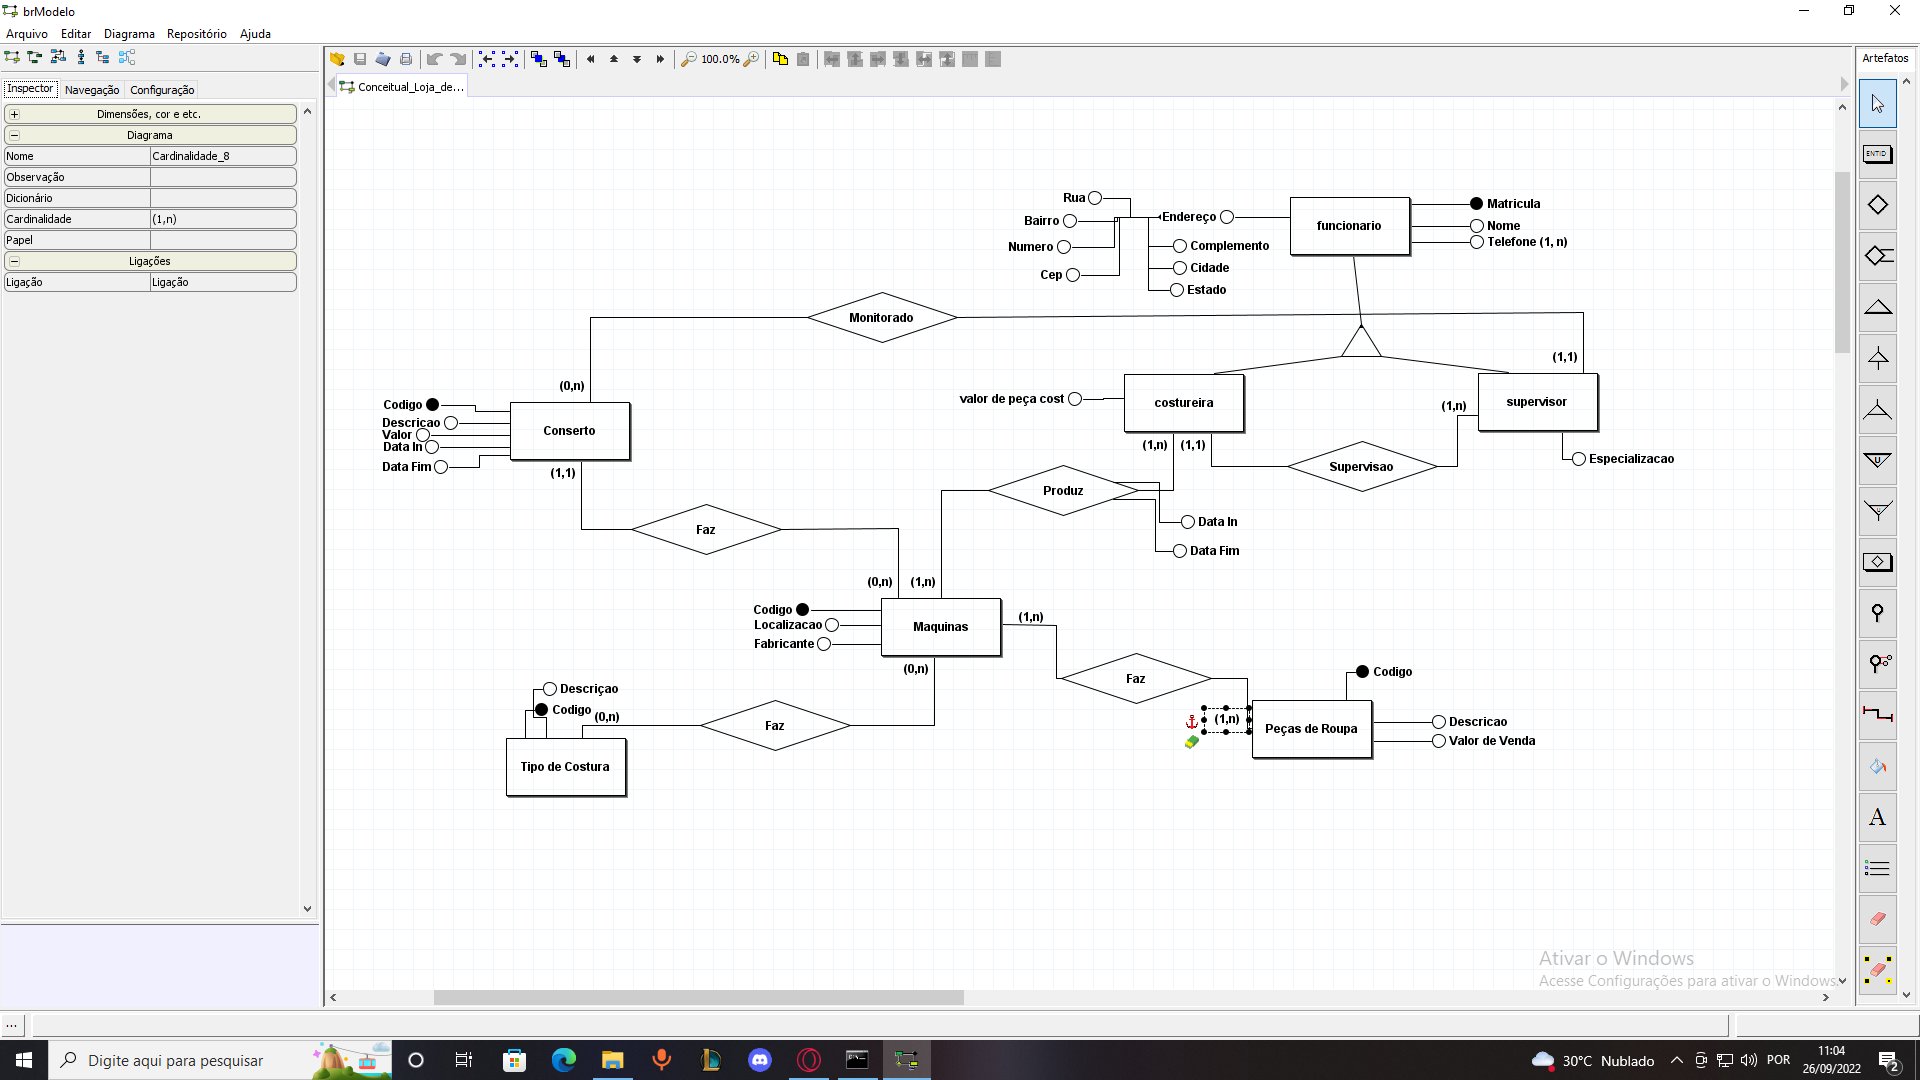 brModelo
Arquivo Editar Diagrama Repositório Ajuda
100.0%
Artefatos
Inspector Navegação Configuração
Conceitual_Loja_de...
Dimensões, cor e etc.
Diagrama
Nome Cardinalidade_8
Observação
Dicionário
Cardinalidade (1,n)
Papel
Ligações
Ligação Ligação
ENTID
Rua
Bairro
Numero
Cep
Endereço
Complemento
Cidade
Estado
funcionario
Matricula
Nome
Telefone (1, n)
Monitorado
(0,n)
(1,1)
Codigo
Descricao
Valor
Data In
Data Fim
Conserto
(1,1)
valor de peça cost
costureira
(1,n) (1,1)
supervisor
(1,n)
Supervisao
Especializacao
Produz
Data In
Data Fim
Faz
(0,n) (1,n)
Codigo
Localizacao
Fabricante
Maquinas
(1,n)
(0,n)
Faz
Codigo
(1,n)
Peças de Roupa
Descricao
Valor de Venda
Descriçao
Codigo
(0,n)
Faz
Tipo de Costura
A
Ativar o Windows
Acesse Configurações para ativar o Windows.
...
Digite aqui para pesquisar
30°C Nublado
POR
11:04
26/09/2022
2